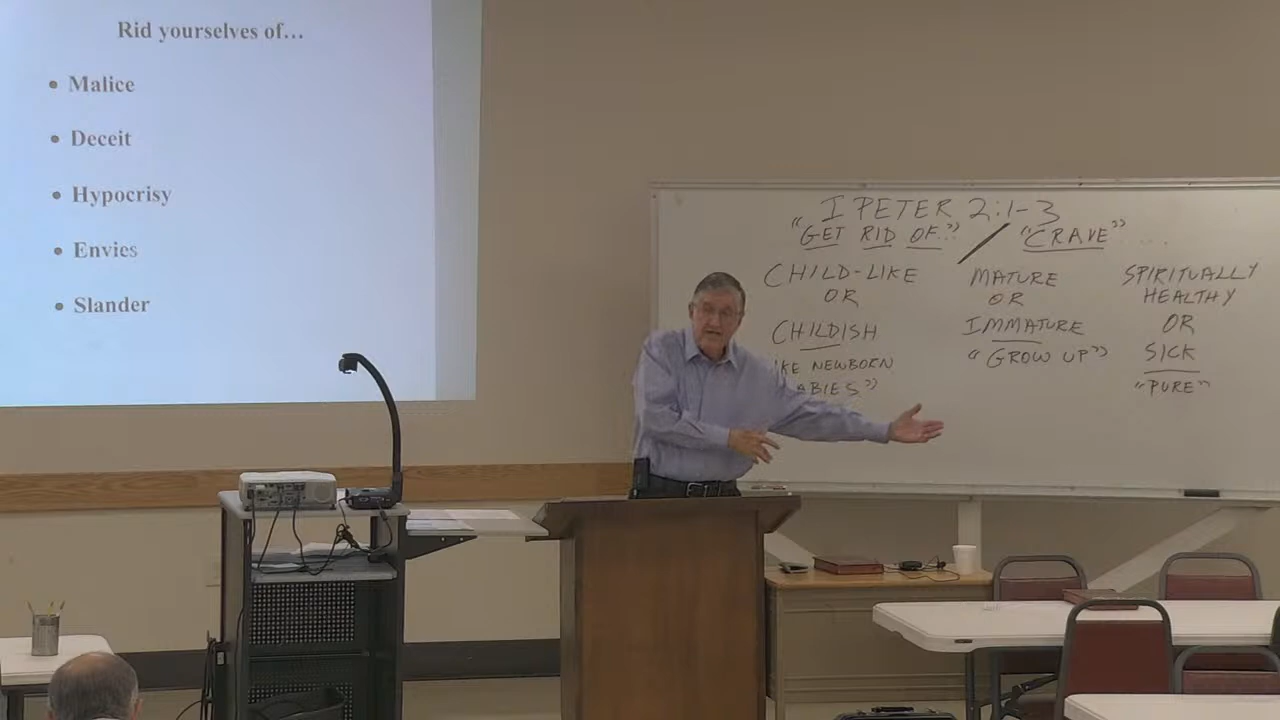 Rid yourselves of...
• Malice
• Deceit
• Hypocrisy
• Envies
• Slander
I PETER 2:1-3
"GET RID OF.." / "CRAVE" ....
CHILD-LIKE
OR
CHILDISH
NEWBORN
MATURE
OR
IMMATURE
"GROW UP"
SPIRITUALLY
HEALTHY
OR
SICK
"PURE"